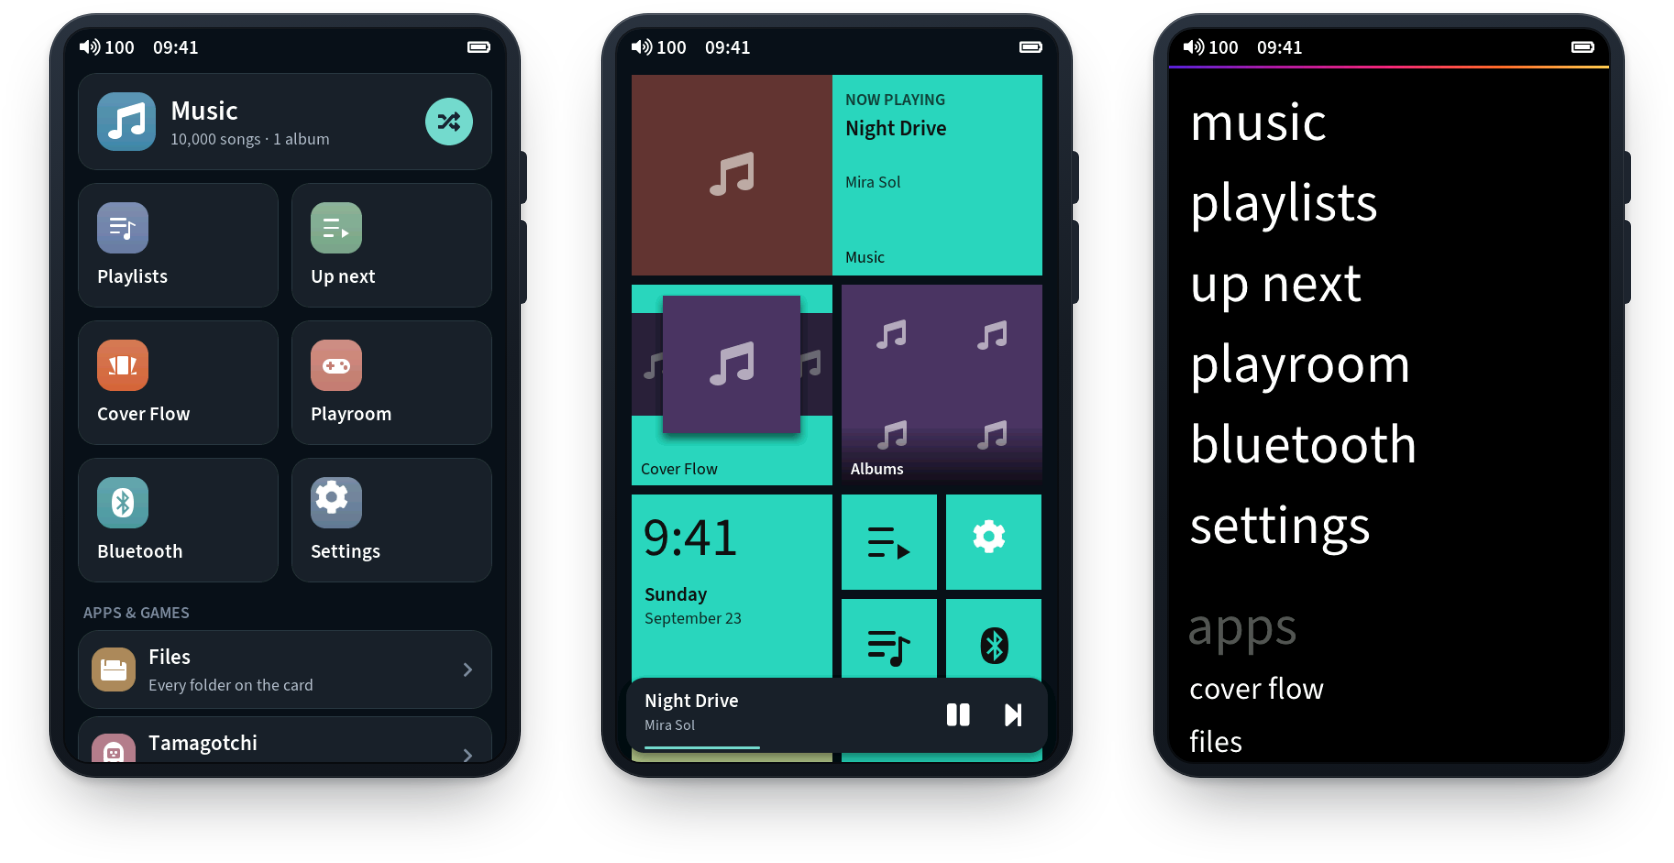 100 09:41
Music
10,000 songs · 1 album
Playlists
Up next
Cover Flow
Playroom
Bluetooth
Settings
APPS & GAMES
Files
Every folder on the card
Tamagotchi
100 09:41
NOW PLAYING
Night Drive
Mira Sol
Music
Cover Flow
Albums
9:41
Sunday
September 23
Night Drive
Mira Sol
100 09:41
music
playlists
up next
playroom
bluetooth
settings
apps
cover flow
files